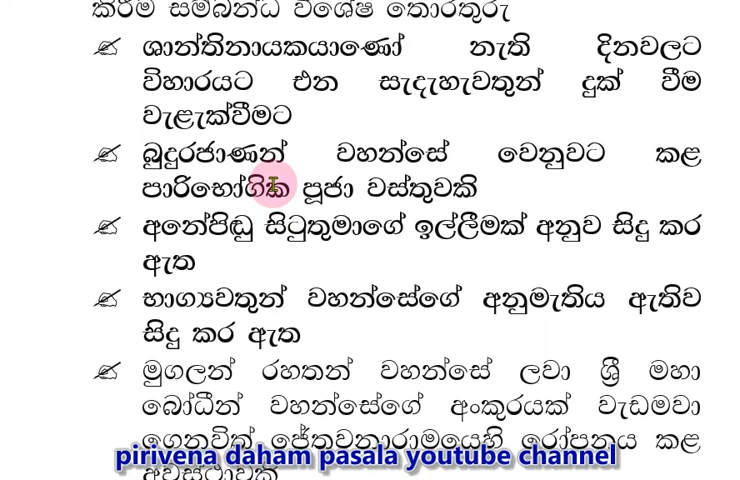 කිරීම සම්බන්ධ විශේෂ තොරතුරු
ශාන්තිනායකයාණෝ නැති දිනවලට
විහාරයට එන සැදැහැවතුන් දුක් වීම
වැළැක්වීමට
බුදුරජාණන් වහන්සේ වෙනුවට කළ
පාරිභෝගික පූජා වස්තුවකි
අනේපිඬු සිටුතුමාගේ ඉල්ලීමක් අනුව සිදු කර
ඇත
භාග්‍යවතුන් වහන්සේගේ අනුමැතිය ඇතිව
සිදු කර ඇත
මුගලන් රහතන් වහන්සේ ලවා ශ්‍රී මහා
බෝධීන් වහන්සේගේ අංකුරයක් වැඩමවා
ගෙනවිත් ජේතවනාරාමයෙහි රෝපනය කළ
අවස්ථාවකි
pirivena daham pasala youtube channel